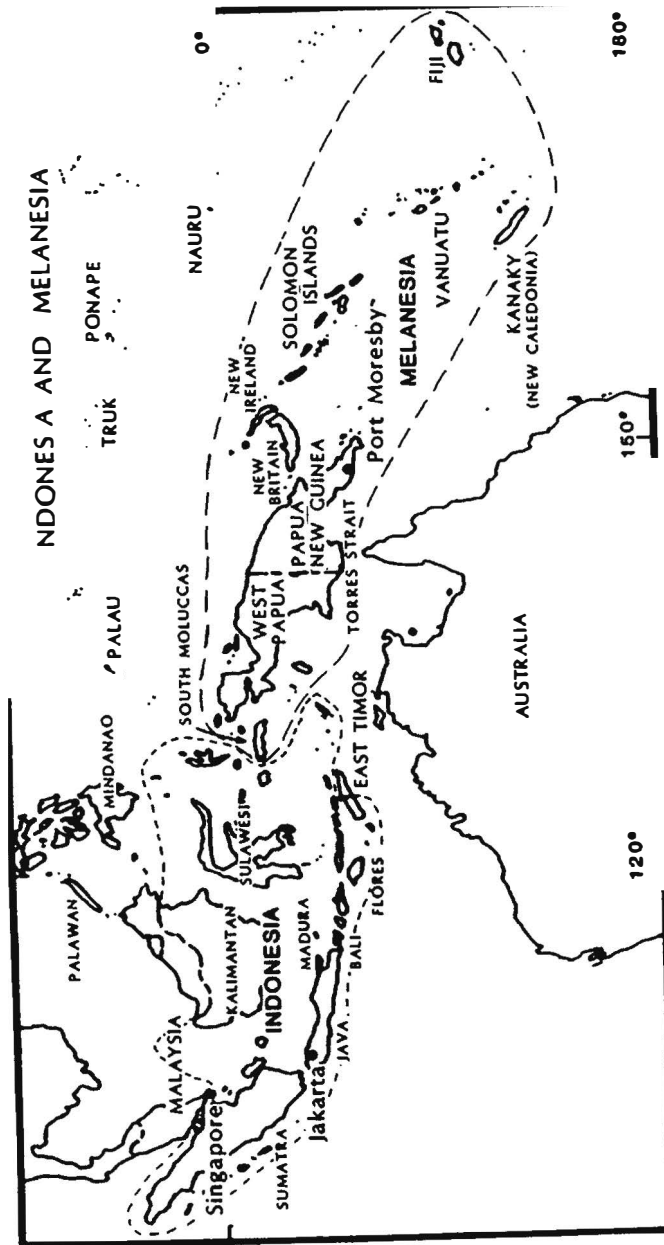 NDONES A AND MELANESIA
0°
PALAWAN
MINDANAO
PALAU
TRUK
PONAPE
NAURU
MALAYSIA
Singapore
SUMATRA
KALIMANTAN
INDONESIA
SULAWESI
SOUTH MOLUCCAS
Jakarta
JAVA
MADURA
BALI
FLORES
EAST TIMOR
WEST
PAPUA
PAPUA
NEW GUINEA
TORRES STRAIT
NEW
BRITAIN
NEW
IRELAND
Port Moresby
SOLOMON
ISLANDS
MELANESIA
VANUATU
FIJI
KANAKY
(NEW CALEDONIA)
AUSTRALIA
120°
150°
180°